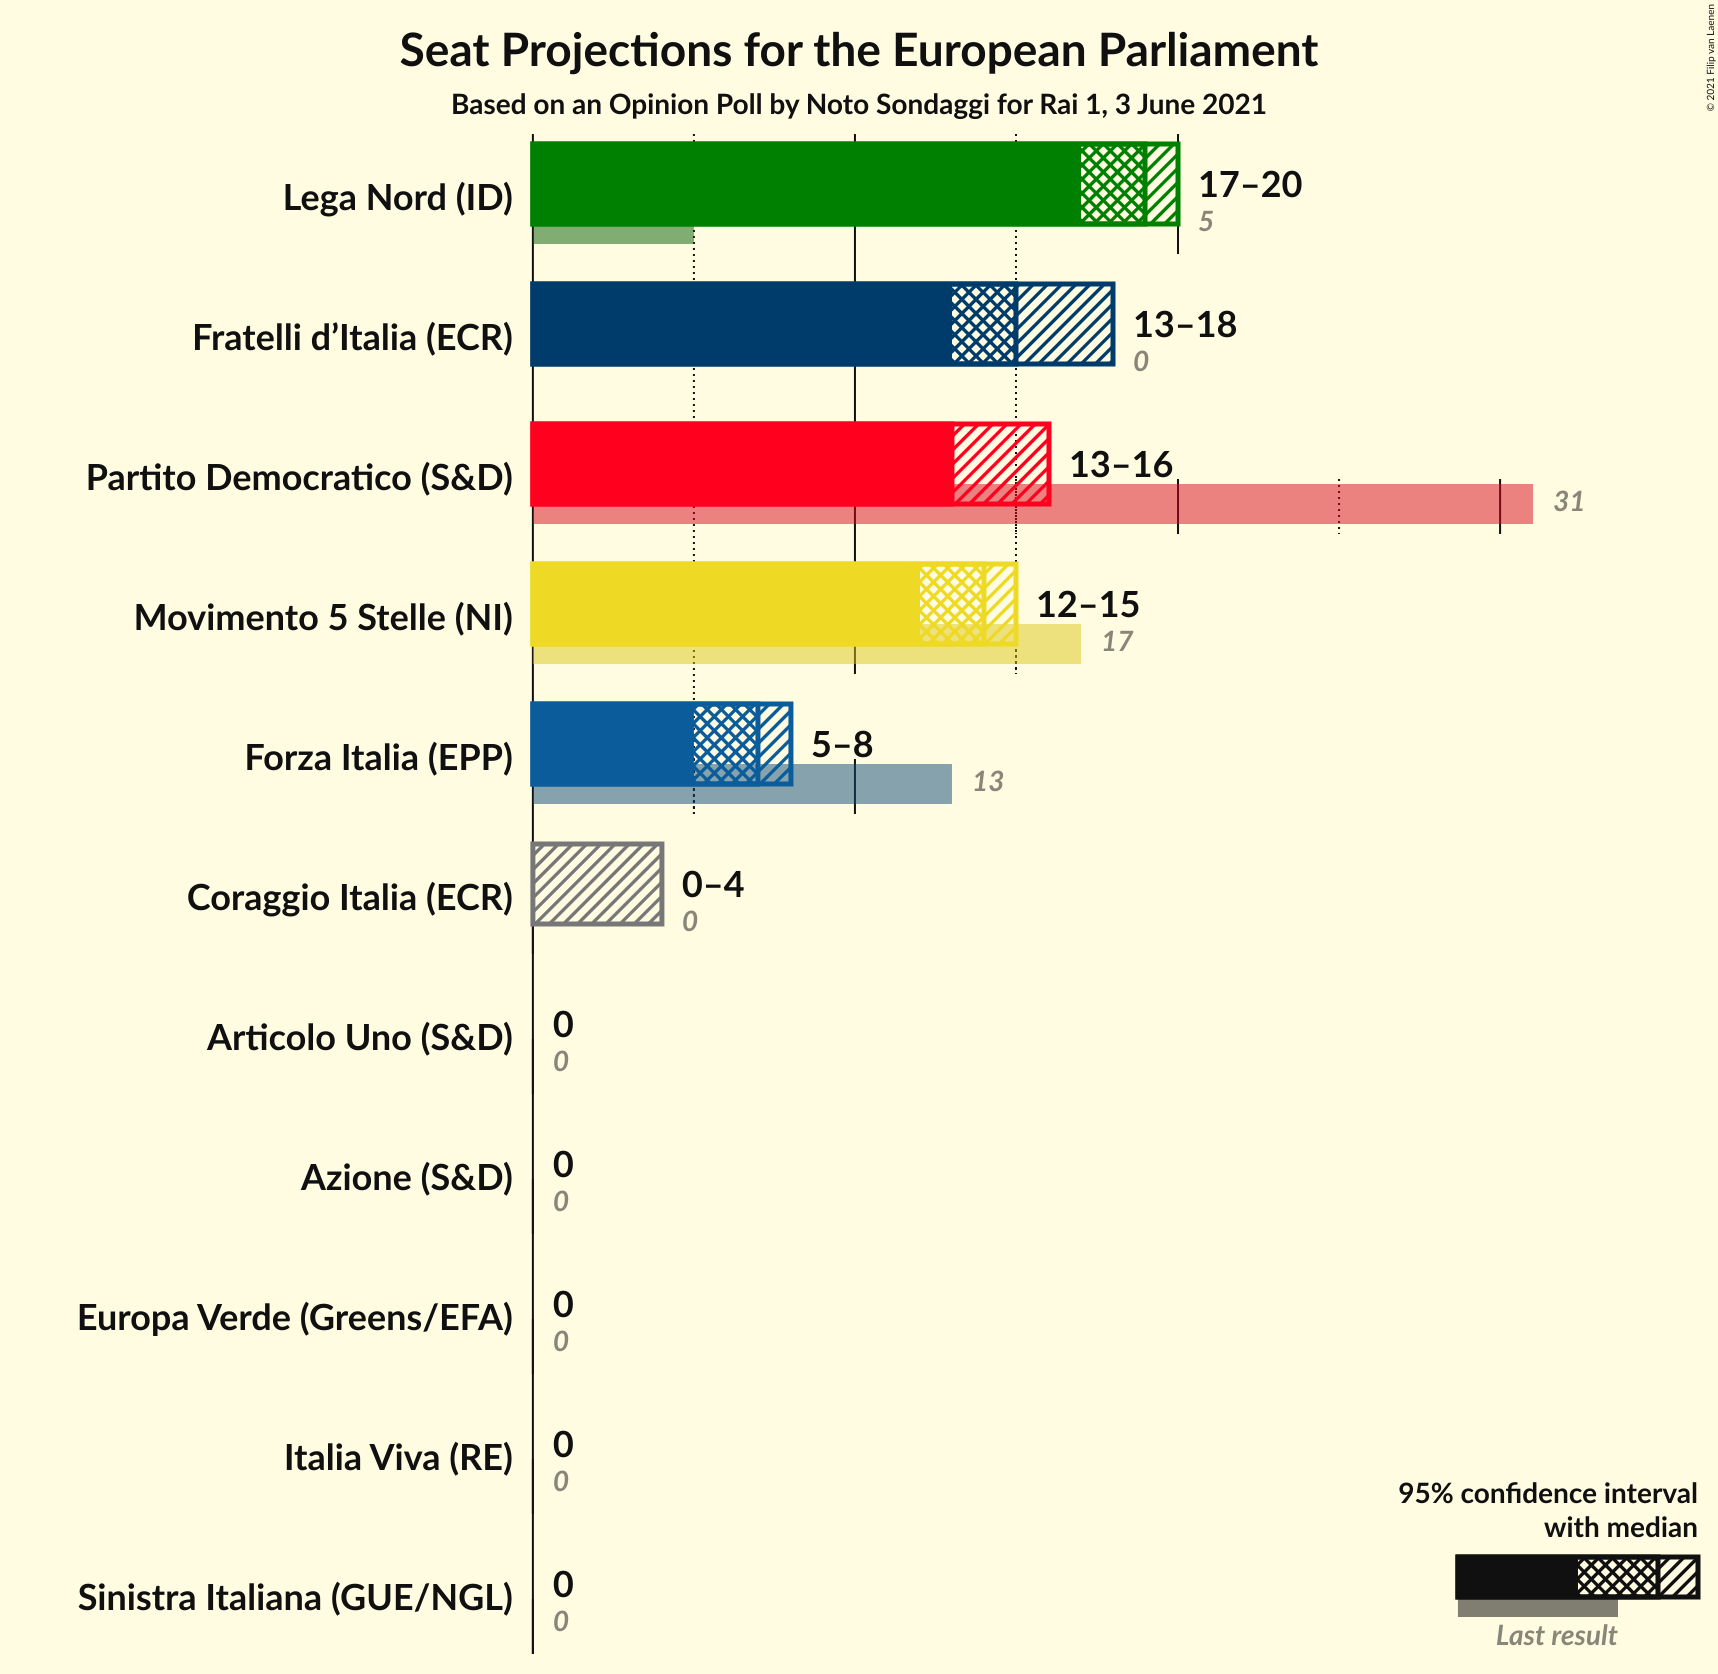 Seat Projections for the European Parliament
Based on an Opinion Poll by Noto Sondaggi for Rai 1, 3 June 2021
© 2021 Filip van Laenen
Lega Nord (ID)
17–20
5
Fratelli d’Italia (ECR)
13–18
0
Partito Democratico (S&D)
13–16
31
Movimento 5 Stelle (NI)
12–15
17
Forza Italia (EPP)
5–8
13
Coraggio Italia (ECR)
0–4
0
Articolo Uno (S&D)
0
0
Azione (S&D)
0
0
Europa Verde (Greens/EFA)
0
0
Italia Viva (RE)
0
0
Sinistra Italiana (GUE/NGL)
0
0
95% confidence interval
with median
Last result